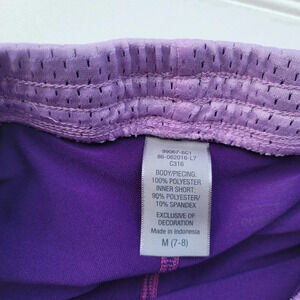 99067-SC1
86-062016-L7
C316
BODY/PIECING:
100% POLYESTER
INNER SHORT:
90% POLYESTER/
10% SPANDEX
EXCLUSIVE OF
DECORATION
Made in Indonesia
M (7-8)